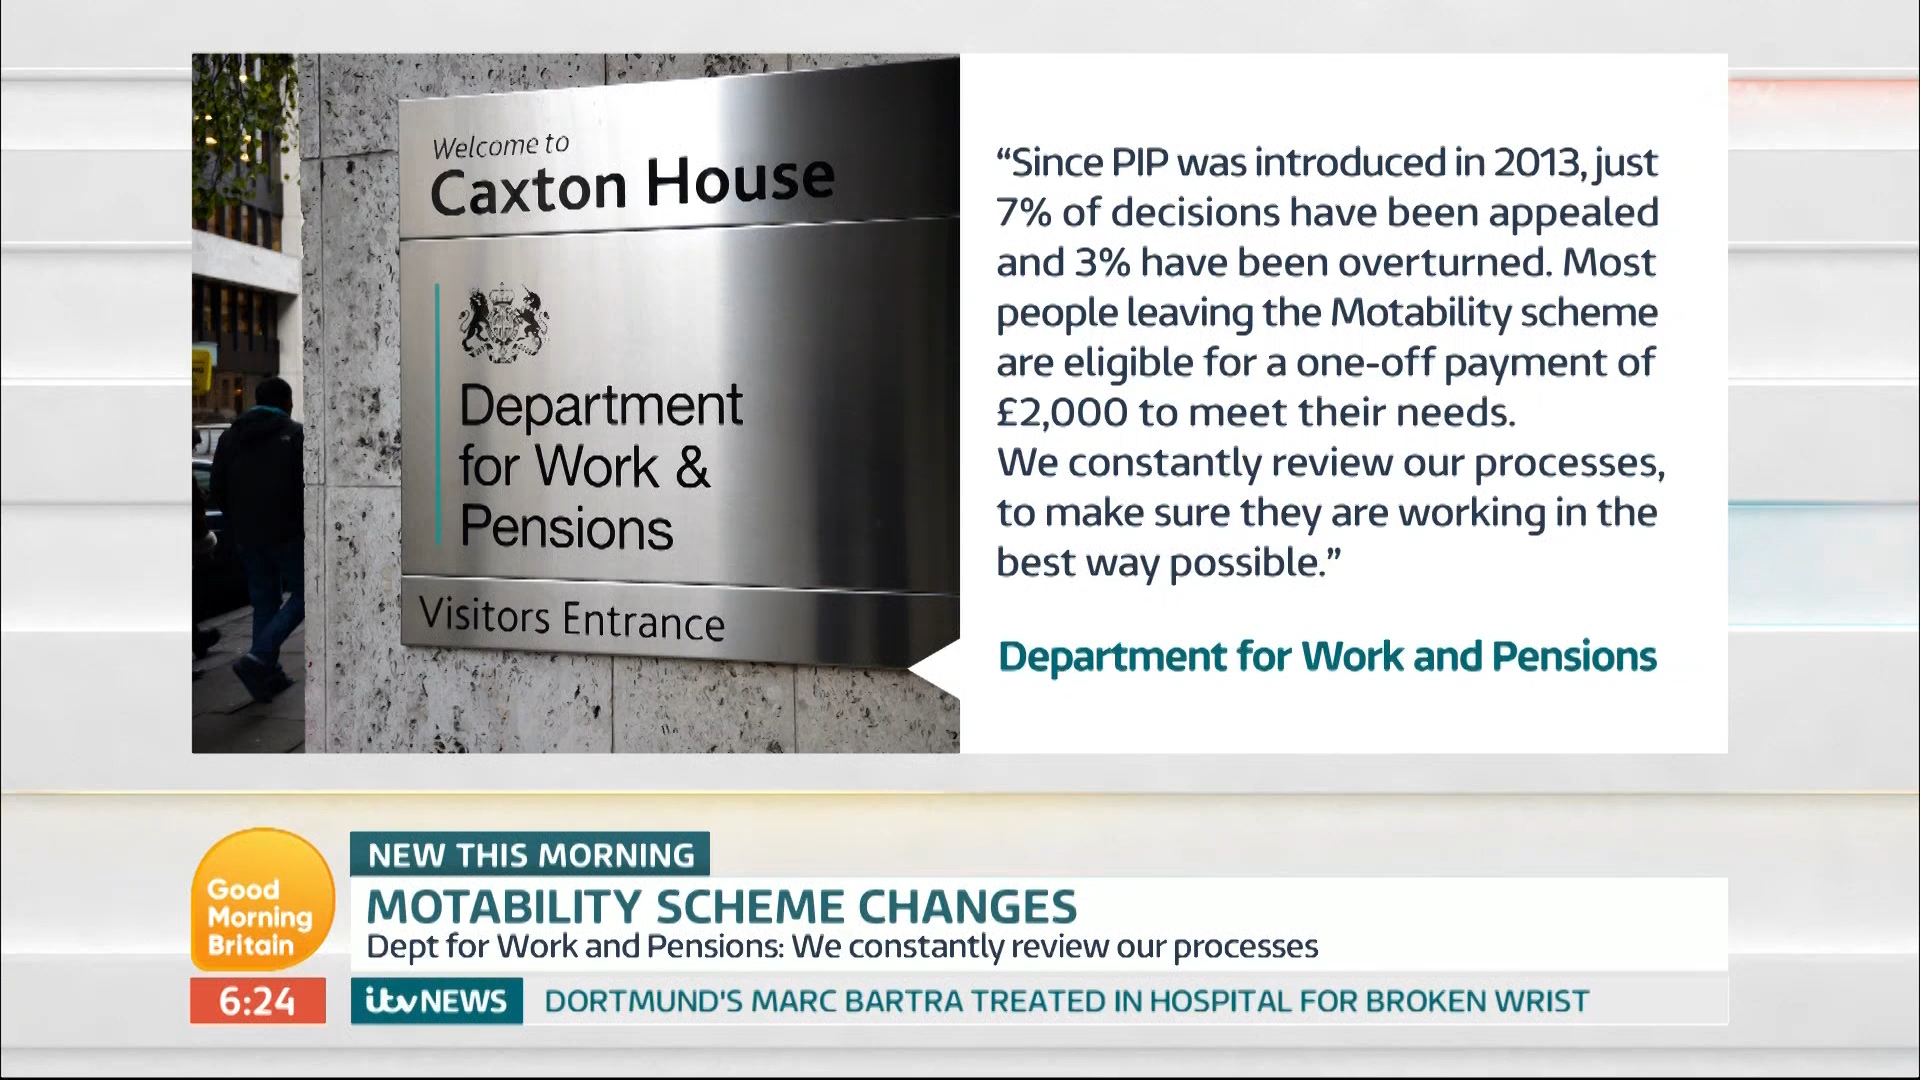 Welcome to
Caxton House
Department
for Work &
Pensions
Visitors Entrance
“Since PIP was introduced in 2013, just
7% of decisions have been appealed
and 3% have been overturned. Most
people leaving the Motability scheme
are eligible for a one-off payment of
£2,000 to meet their needs.
We constantly review our processes,
to make sure they are working in the
best way possible.”
Department for Work and Pensions
NEW THIS MORNING
Good
Morning
Britain
MOTABILITY SCHEME CHANGES
Dept for Work and Pensions: We constantly review our processes
6:24
itv NEWS
DORTMUND'S MARC BARTRA TREATED IN HOSPITAL FOR BROKEN WRIST